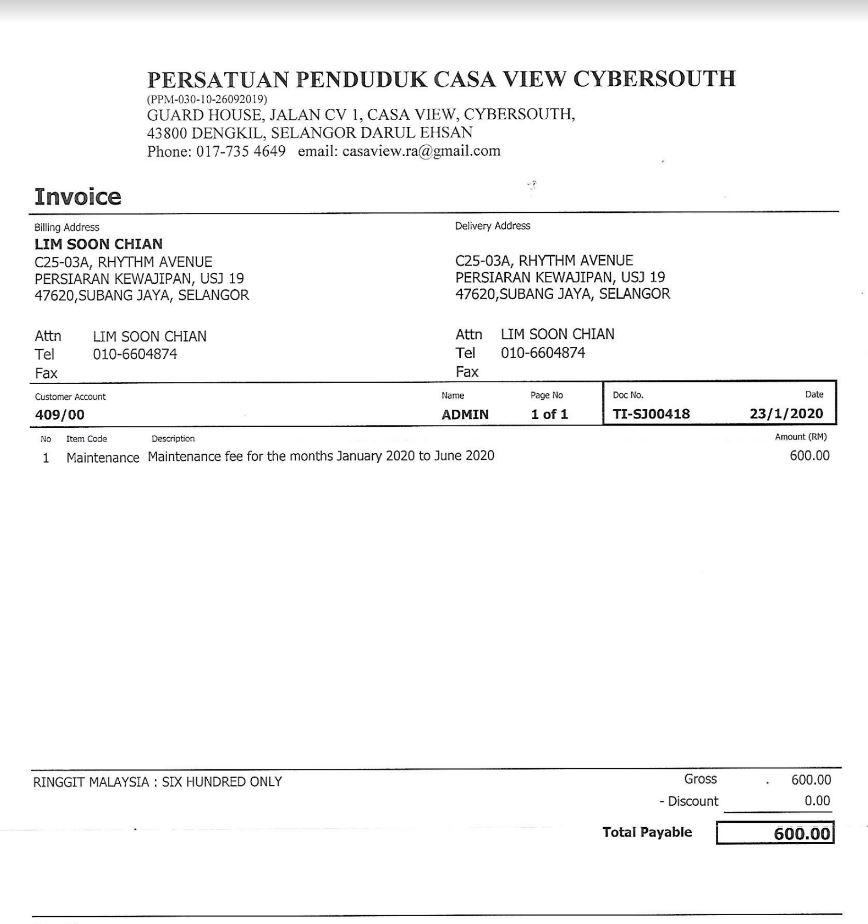 PERSATUAN PENDUDUK CASA VIEW CYBERSOUTH
(PPM-030-10-26092019)
GUARD HOUSE, JALAN CV 1, CASA VIEW, CYBERSOUTH,
43800 DENGKIL, SELANGOR DARUL EHSAN
Phone: 017-735 4649 email: casaview.ra@gmail.com
Invoice
Billing Address
LIM SOON CHIAN
C25-03A, RHYTHM AVENUE
PERSIARAN KEWAJIPAN, USJ 19
47620,SUBANG JAYA, SELANGOR
Attn LIM SOON CHIAN
Tel 010-6604874
Fax
Delivery Address
C25-03A, RHYTHM AVENUE
PERSIARAN KEWAJIPAN, USJ 19
47620,SUBANG JAYA, SELANGOR
Attn LIM SOON CHIAN
Tel 010-6604874
Fax
Customer Account Name Page No Doc No. Date
409/00 ADMIN 1 of 1 TI-SJ00418 23/1/2020
No Item Code Description Amount (RM)
1 Maintenance Maintenance fee for the months January 2020 to June 2020 600.00
RINGGIT MALAYSIA : SIX HUNDRED ONLY Gross 600.00
- Discount 0.00
Total Payable 600.00